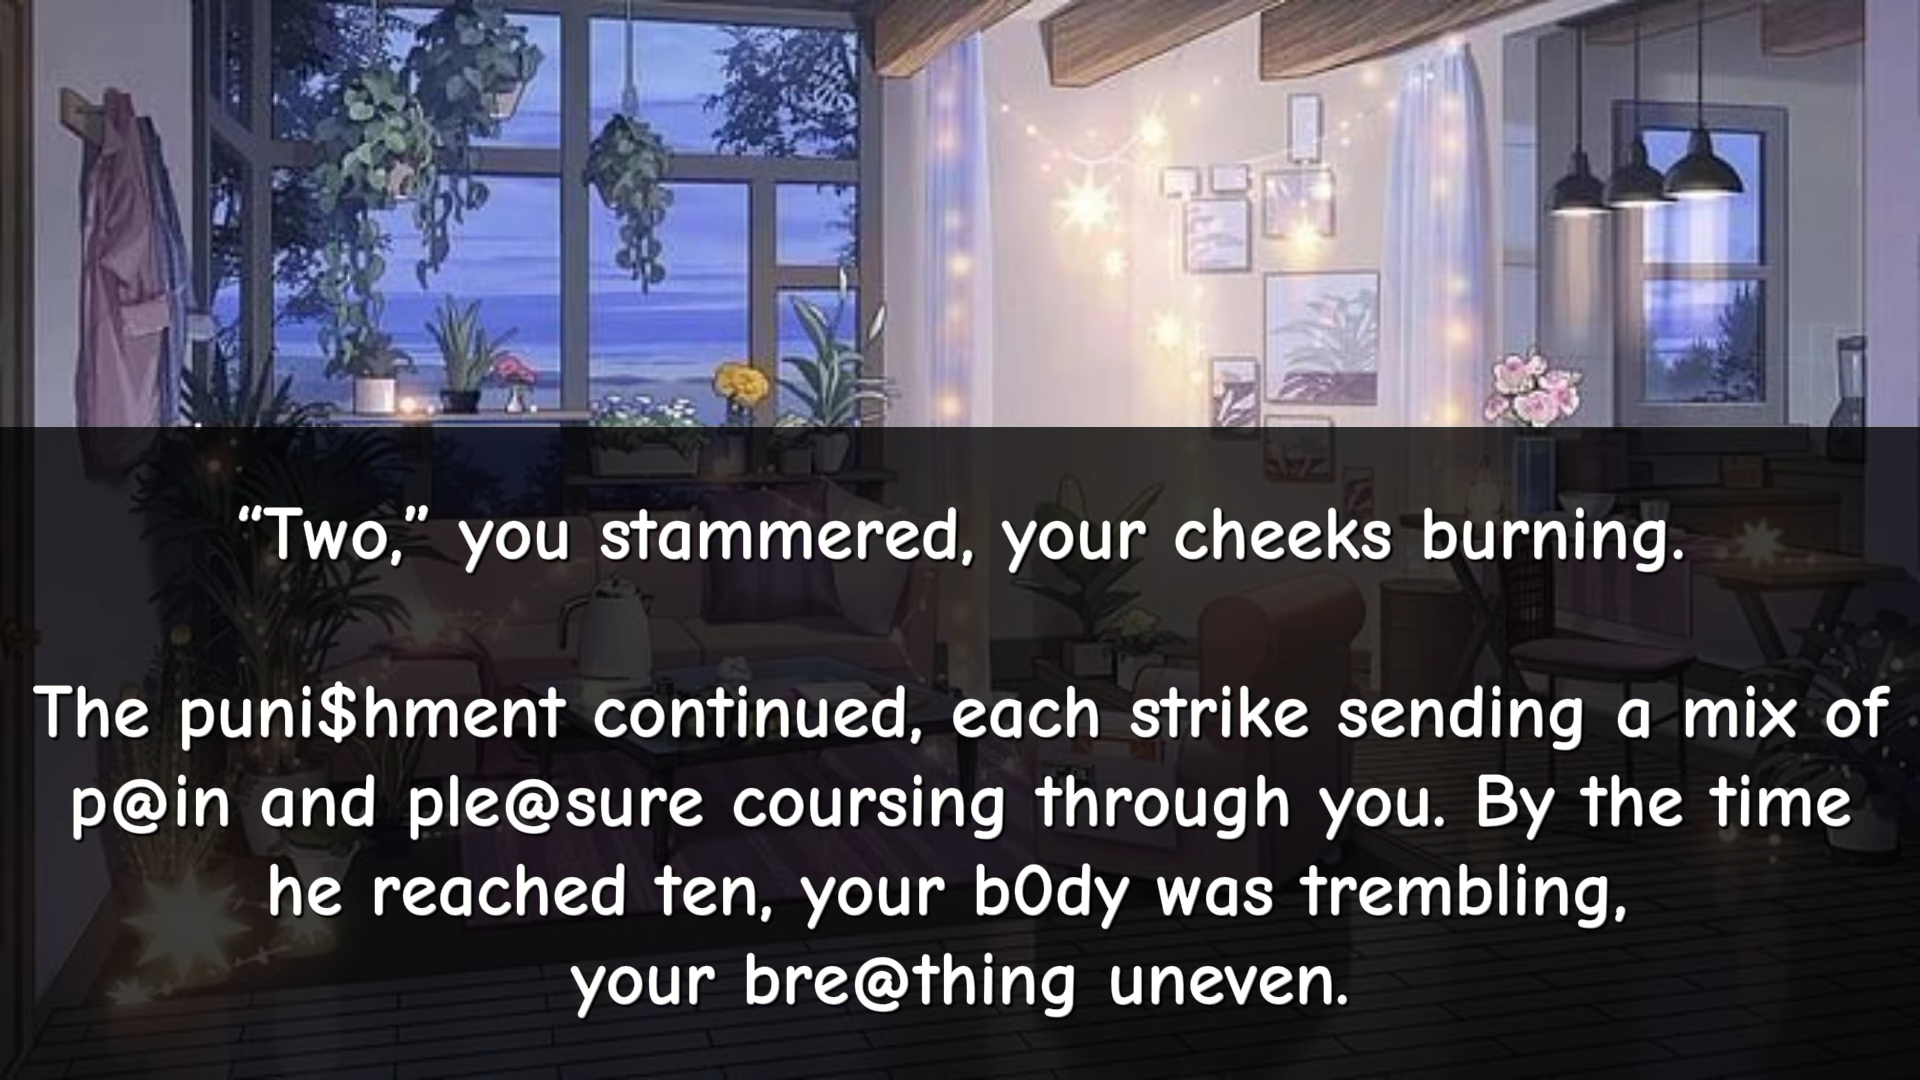 “Two,” you stammered, your cheeks burning.
The puni$hment continued, each strike sending a mix of
p@in and ple@sure coursing through you. By the time
he reached ten, your b0dy was trembling,
your bre@thing uneven.